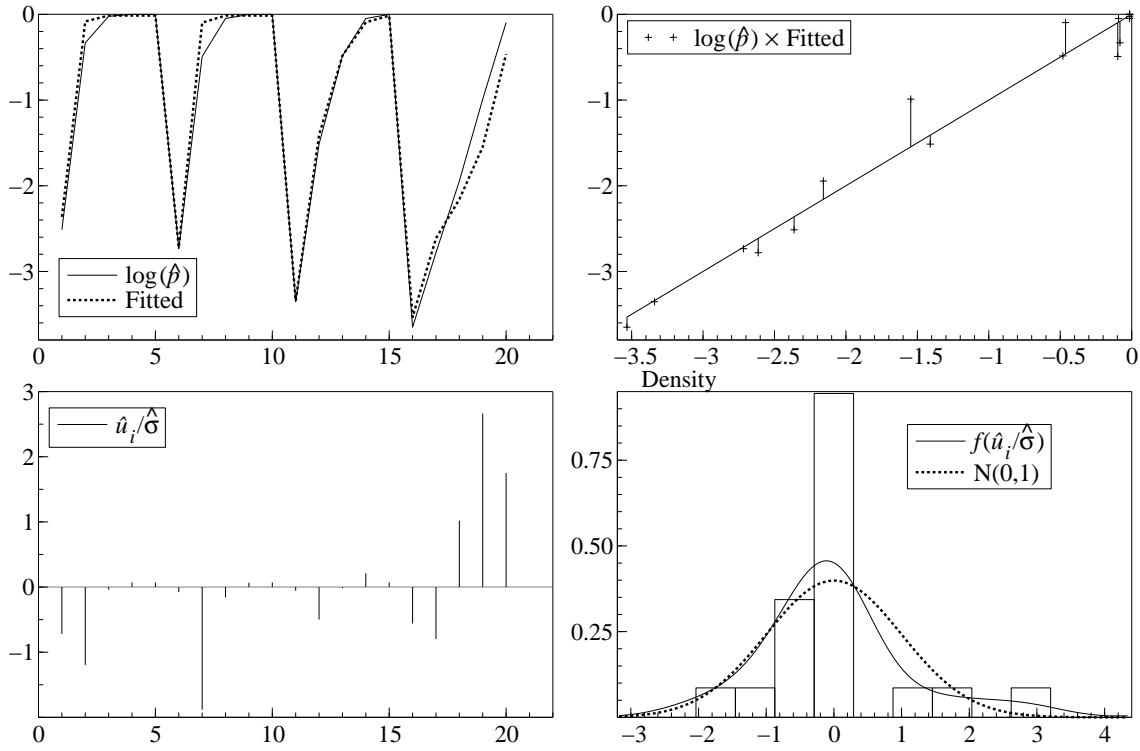 0
−1
−2
−3
log(p̂)
Fitted
0 5 10 15 20
0
−1
−2
−3
log(p̂) × Fitted
−3.5 −3 −2.5 −2 −1.5 −1 −0.5 0
3
2
1
0
−1
û_i/σ̂
0 5 10 15 20
Density
0.75
0.50
0.25
f(û_i/σ̂)
N(0,1)
−3 −2 −1 0 1 2 3 4